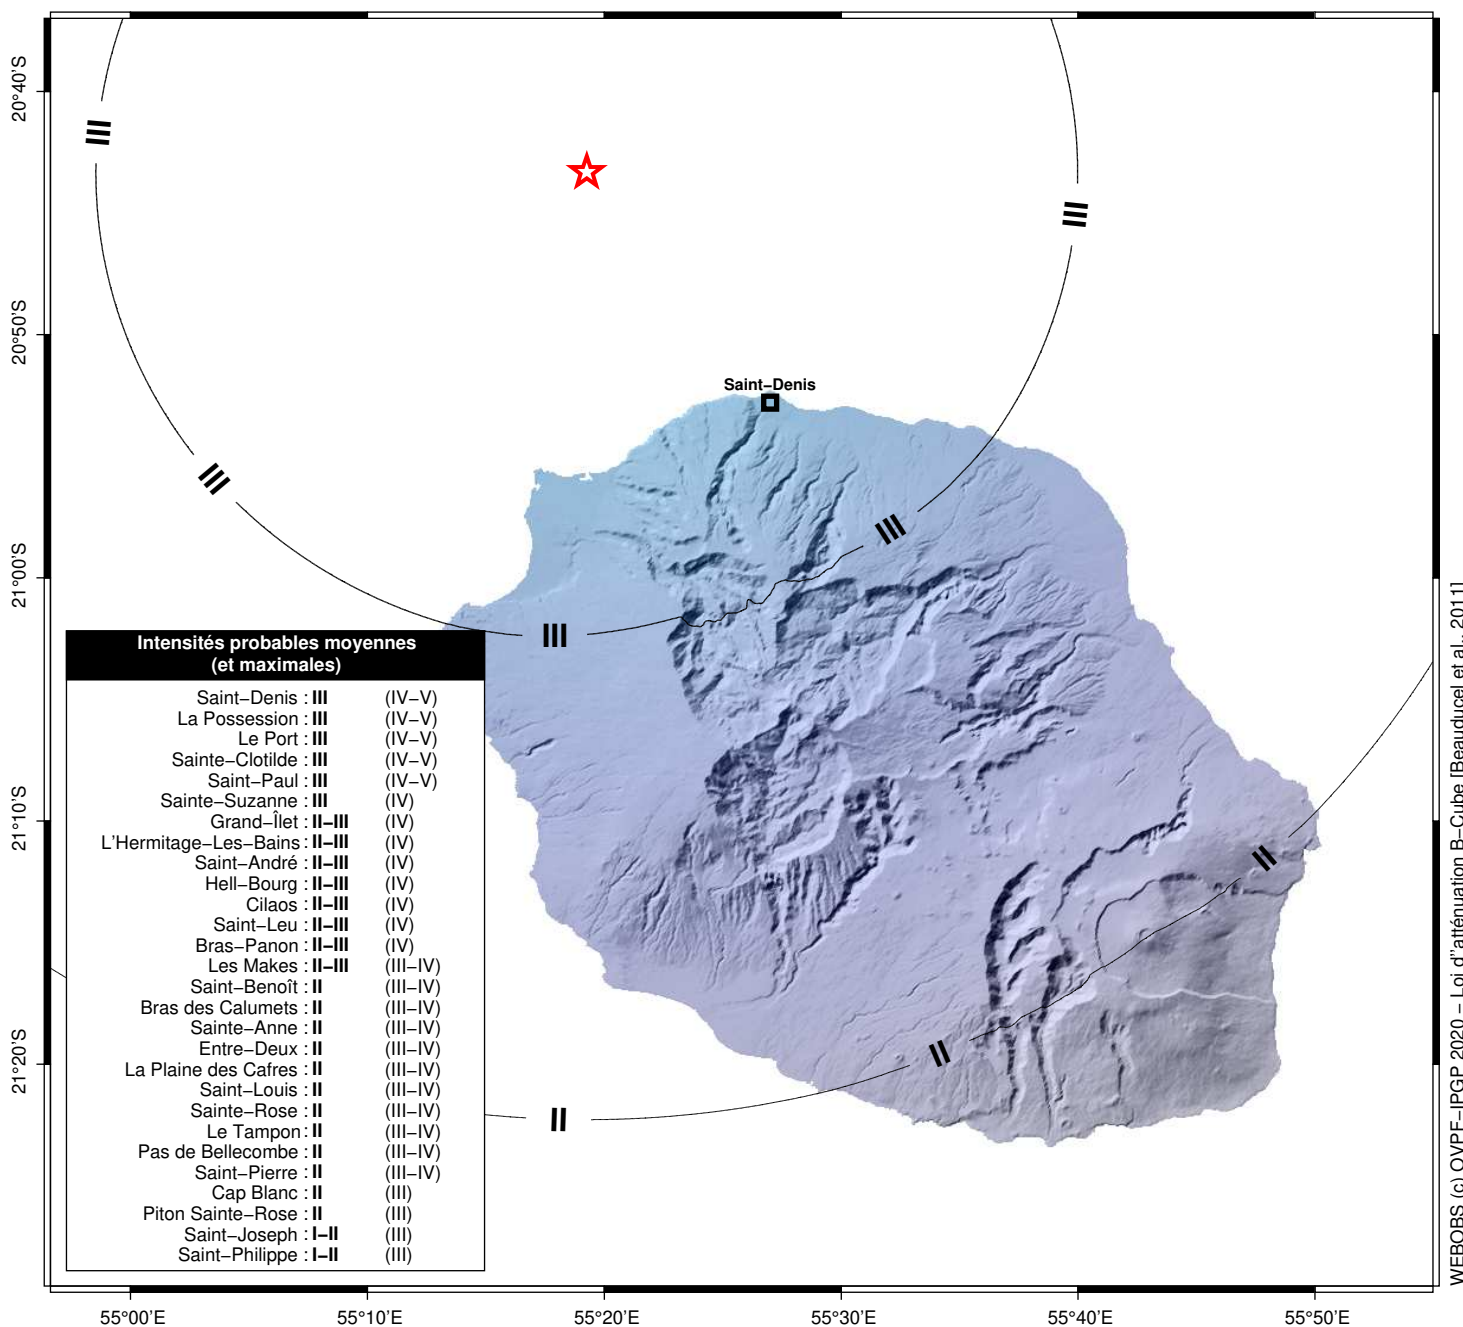 20°40'S
20°50'S
21°00'S
21°10'S
21°20'S
III
III
III
III
III
II
II
II
Saint–Denis
Intensités probables moyennes
(et maximales)
Saint–Denis : III (IV–V)
La Possession : III (IV–V)
Le Port : III (IV–V)
Sainte–Clotilde : III (IV–V)
Saint–Paul : III (IV–V)
Sainte–Suzanne : III (IV)
Grand–Îlet : II–III (IV)
L'Hermitage–Les–Bains : II–III (IV)
Saint–André : II–III (IV)
Hell–Bourg : II–III (IV)
Cilaos : II–III (IV)
Saint–Leu : II–III (IV)
Bras–Panon : II–III (IV)
Les Makes : II–III (III–IV)
Saint–Benoît : II (III–IV)
Bras des Calumets : II (III–IV)
Sainte–Anne : II (III–IV)
Entre–Deux : II (III–IV)
La Plaine des Cafres : II (III–IV)
Saint–Louis : II (III–IV)
Sainte–Rose : II (III–IV)
Le Tampon : II (III–IV)
Pas de Bellecombe : II (III–IV)
Saint–Pierre : II (III–IV)
Cap Blanc : II (III)
Piton Sainte–Rose : II (III)
Saint–Joseph : I–II (III)
Saint–Philippe : I–II (III)
55°00'E
55°10'E
55°20'E
55°30'E
55°40'E
55°50'E
WEBOBS (c) OVPF–IPGP 2020 – Loi d''atténuation B–Cube [Beauducel et al., 2011]